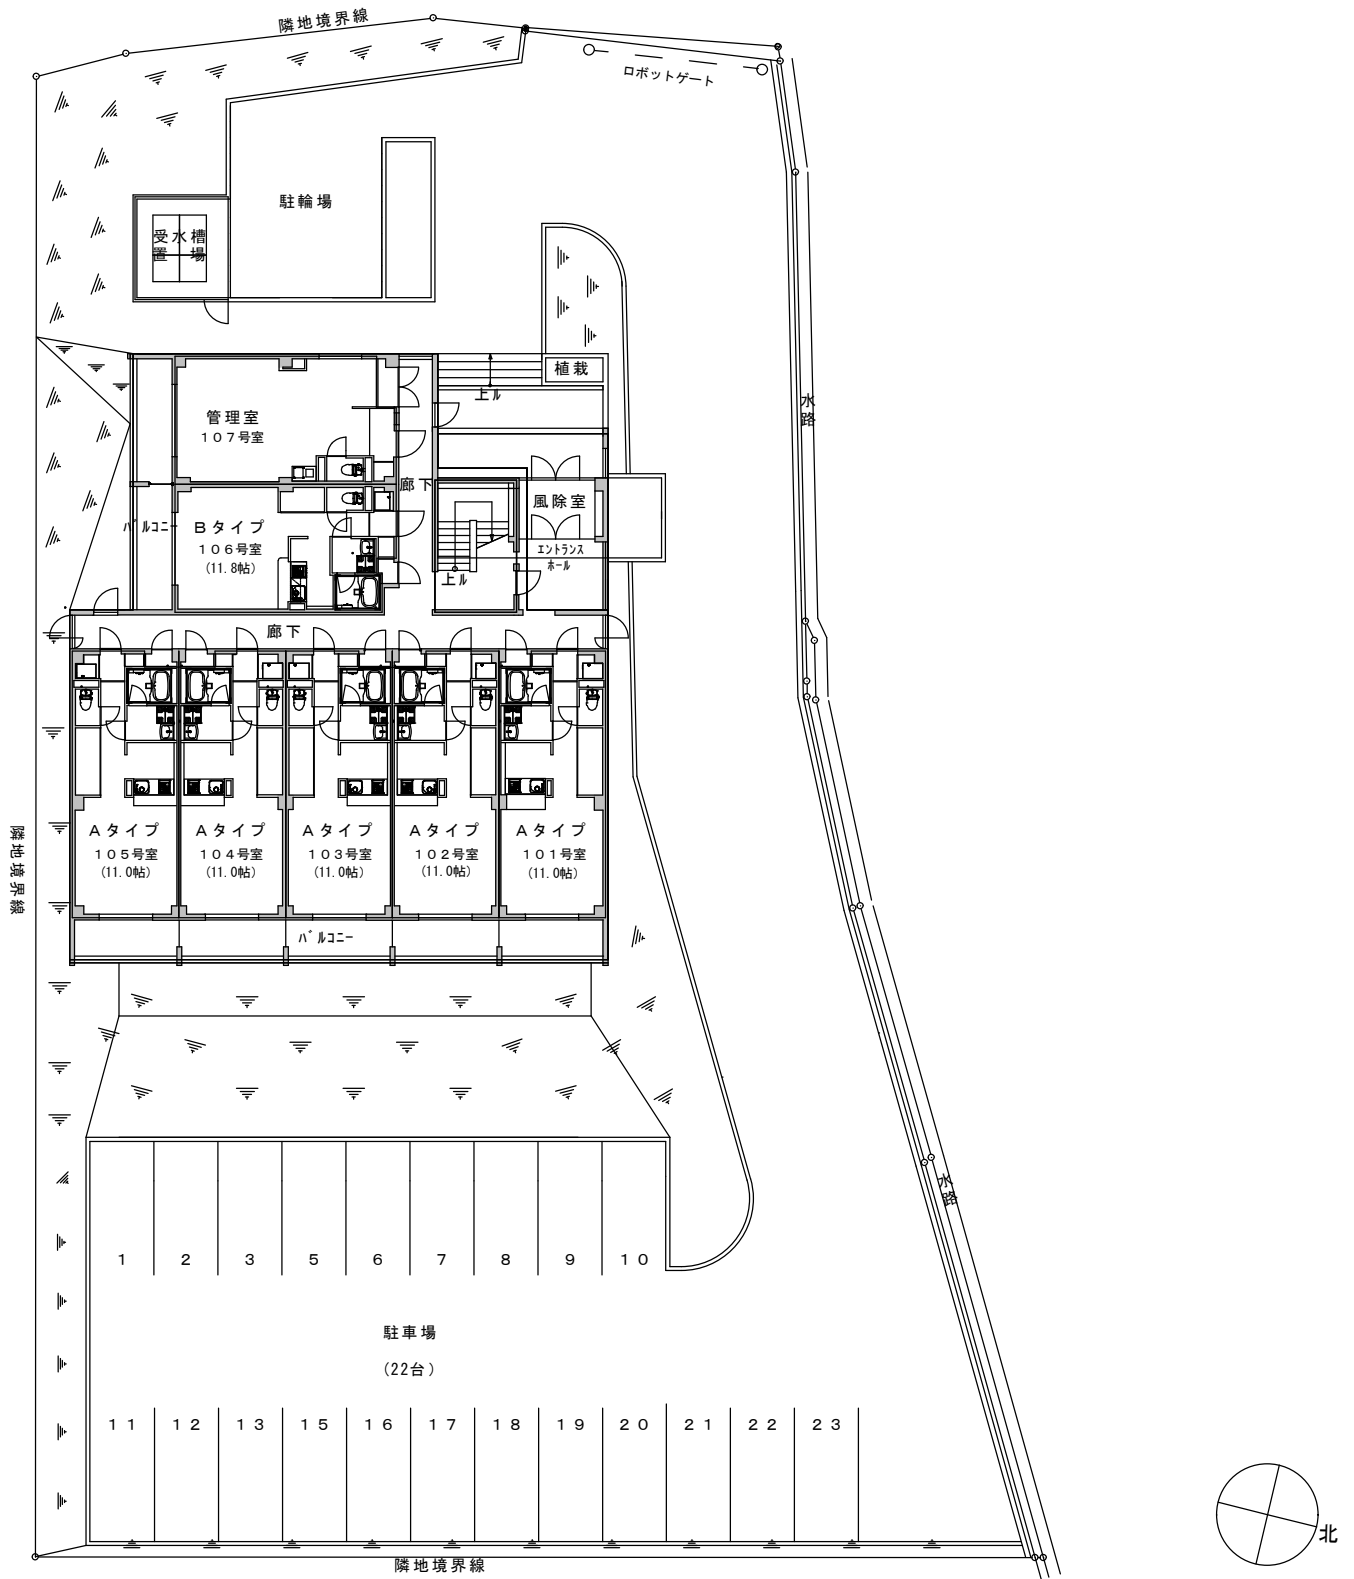 隣地境界線
ロボットゲート
駐輪場
受水槽
置場
植栽
上ル
水路
管理室
１０７号室
廊下
風除室
バルコニー
Ｂタイプ
１０６号室
(11.8帖)
エントランス
ホール
上ル
廊下
Ａタイプ
１０５号室
(11.0帖)
Ａタイプ
１０４号室
(11.0帖)
Ａタイプ
１０３号室
(11.0帖)
Ａタイプ
１０２号室
(11.0帖)
Ａタイプ
１０１号室
(11.0帖)
隣地境界線
バルコニー
水路
1
2
3
5
6
7
8
9
10
駐車場
(22台)
11
12
13
15
16
17
18
19
20
21
22
23
北
隣地境界線